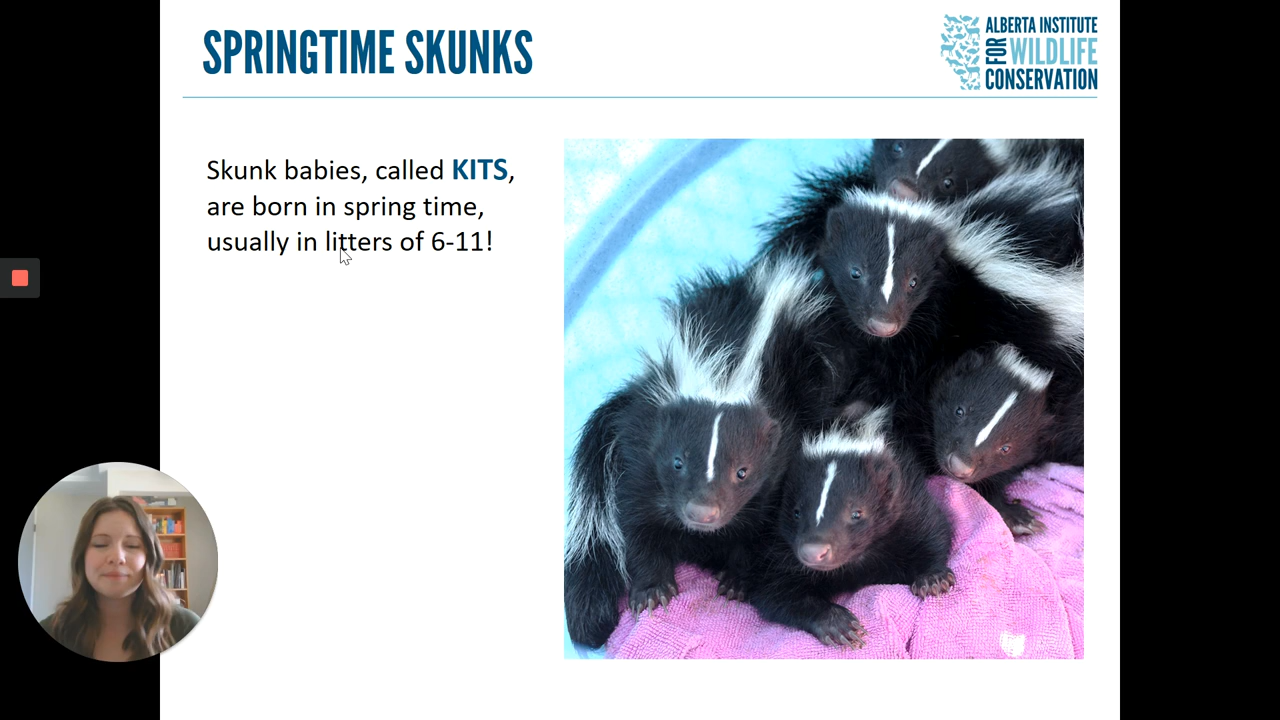 SPRINGTIME SKUNKS
ALBERTA INSTITUTE
FOR WILDLIFE
CONSERVATION
Skunk babies, called KITS,
are born in spring time,
usually in litters of 6-11!